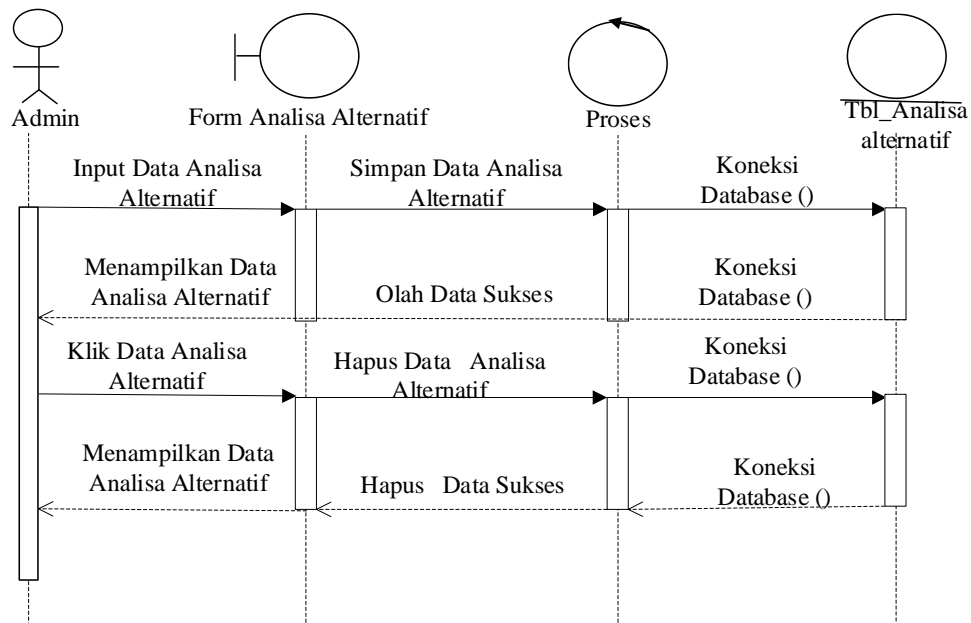 Admin
Form Analisa Alternatif
Proses
Tbl_Analisa
alternatif
Input Data Analisa
Alternatif
Simpan Data Analisa
Alternatif
Koneksi
Database ()
Menampilkan Data
Analisa Alternatif
Olah Data Sukses
Koneksi
Database ()
Klik Data Analisa
Alternatif
Hapus Data Analisa
Alternatif
Koneksi
Database ()
Menampilkan Data
Analisa Alternatif
Hapus Data Sukses
Koneksi
Database ()